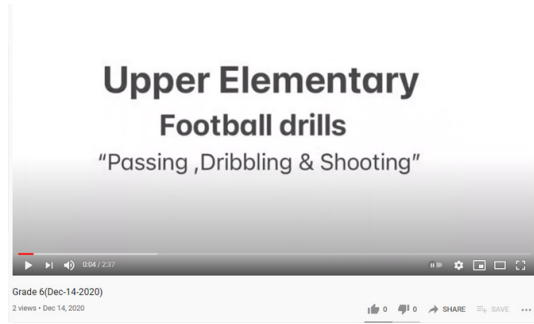 Upper Elementary
Football drills
“Passing ,Dribbling & Shooting”
0:04 / 2:37
Grade 6(Dec-14-2020)
2 views • Dec 14, 2020
0 0 SHARE SAVE